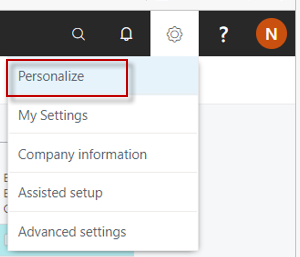 ?
N
Personalize
My Settings
Company information
Assisted setup
Advanced settings